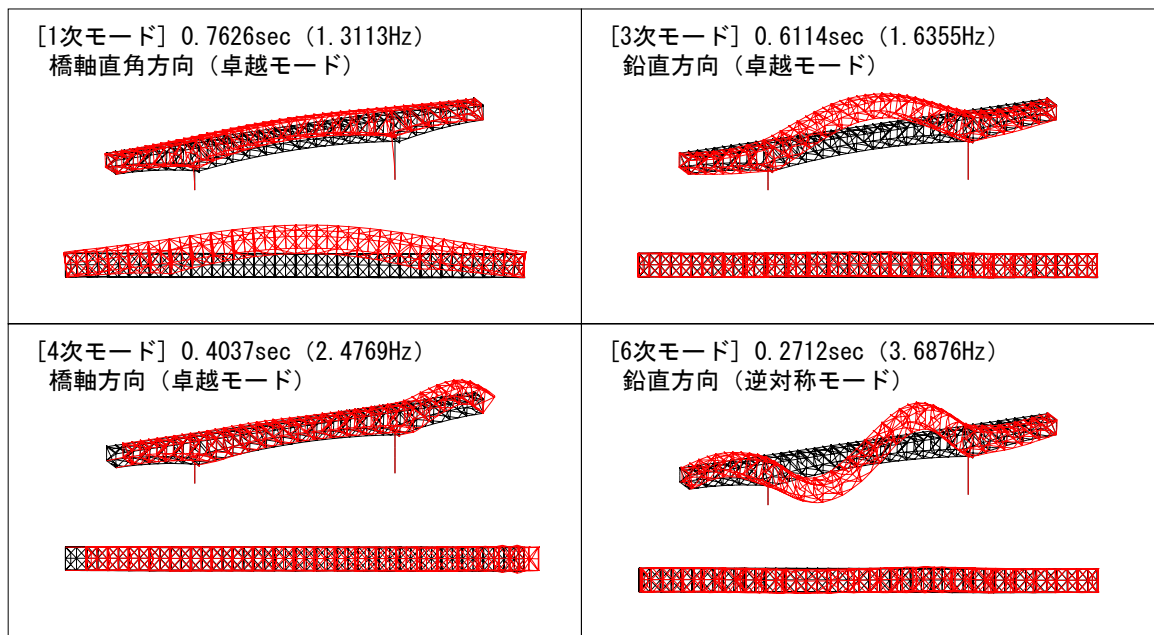 [1次モード] 0.7626sec (1.3113Hz)
橋軸直角方向（卓越モード）
[3次モード] 0.6114sec (1.6355Hz)
鉛直方向（卓越モード）
[4次モード] 0.4037sec (2.4769Hz)
橋軸方向（卓越モード）
[6次モード] 0.2712sec (3.6876Hz)
鉛直方向（逆対称モード）